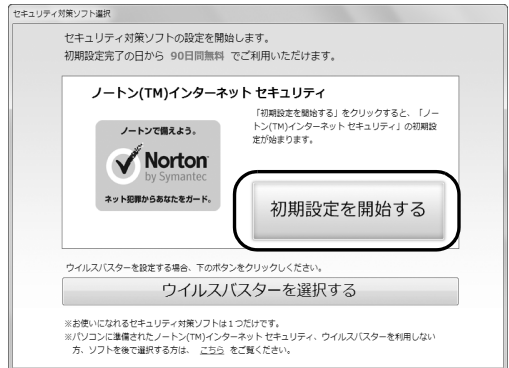 セキュリティ対策ソフト選択
セキュリティ対策ソフトの設定を開始します。
初期設定完了の日から 90日間無料 でご利用いただけます。
ノートン(TM)インターネット セキュリティ
「初期設定を開始する」をクリックすると、「ノー
トン(TM)インターネット セキュリティ」の初期設
定が始まります。
ノートンで備えよう。
Norton
by Symantec
ネット犯罪からあなたをガード。
初期設定を開始する
ウイルスバスターを設定する場合、下のボタンをクリックしください。
ウイルスバスターを選択する
※お使いになれるセキュリティ対策ソフトは1つだけです。
※パソコンに準備されたノートン(TM)インターネット セキュリティ、ウイルスバスターを利用しない
方、ソフトを後で選択する方は、 こちら をご覧ください。